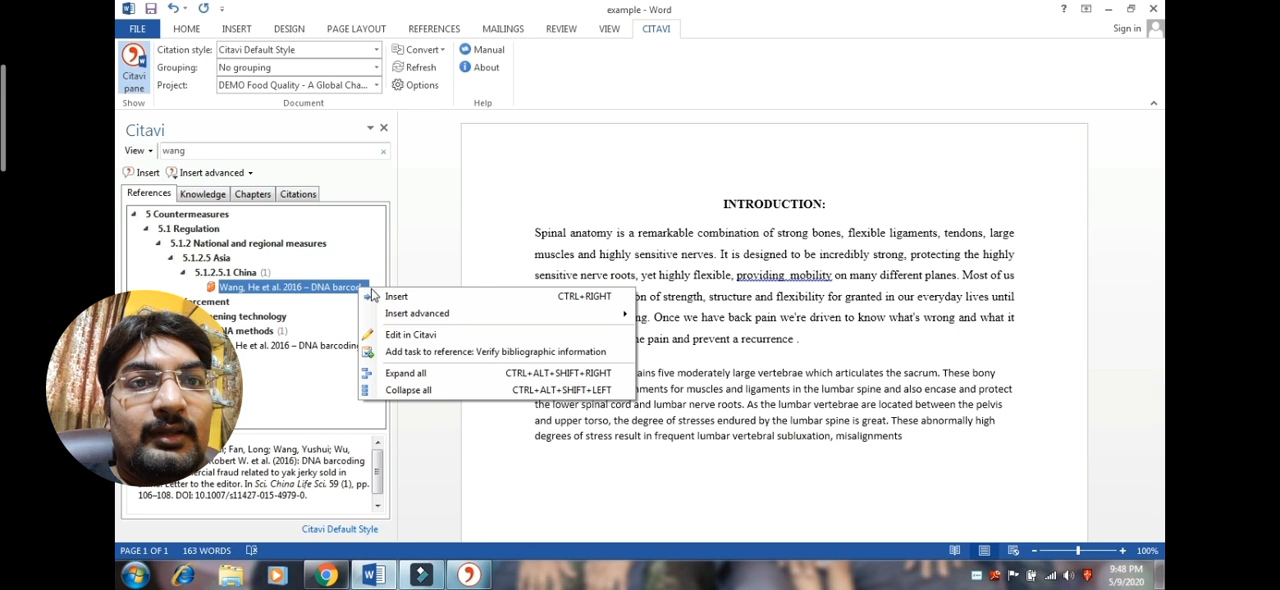 example - Word
FILE HOME INSERT DESIGN PAGE LAYOUT REFERENCES MAILINGS REVIEW VIEW CITAVI Sign in
Citavi pane
Show
Citation style: Citavi Default Style
Grouping: No grouping
Project: DEMO Food Quality - A Global Cha...
Convert
Refresh
Options
Document
Manual
About
Help
Citavi
View wang
Insert Insert advanced
References Knowledge Chapters Citations
5 Countermeasures
5.1 Regulation
5.1.2 National and regional measures
5.1.2.5 Asia
5.1.2.5.1 China (1)
Wang, He et al. 2016 – DNA barcod
orcement
ening technology
NA methods (1)
He et al. 2016 – DNA barcoding
Insert CTRL+RIGHT
Insert advanced
Edit in Citavi
Add task to reference: Verify bibliographic information
Expand all CTRL+ALT+SHIFT+RIGHT
Collapse all CTRL+ALT+SHIFT+LEFT
; Fan, Long; Wang, Yushui; Wu,
obert W. et al. (2016): DNA barcoding
ercial fraud related to yak jerky sold in
etter to the editor. In Sci. China Life Sci. 59 (1), pp.
106–108. DOI: 10.1007/s11427-015-4979-0.
Citavi Default Style
INTRODUCTION:
Spinal anatomy is a remarkable combination of strong bones, flexible ligaments, tendons, large
muscles and highly sensitive nerves. It is designed to be incredibly strong, protecting the highly
sensitive nerve roots, yet highly flexible, providing mobility on many different planes. Most of us
on of strength, structure and flexibility for granted in our everyday lives until
ng. Once we have back pain we're driven to know what's wrong and what it
e pain and prevent a recurrence .
ains five moderately large vertebrae which articulates the sacrum. These bony
ments for muscles and ligaments in the lumbar spine and also encase and protect
the lower spinal cord and lumbar nerve roots. As the lumbar vertebrae are located between the pelvis
and upper torso, the degree of stresses endured by the lumbar spine is great. These abnormally high
degrees of stress result in frequent lumbar vertebral subluxation, misalignments
PAGE 1 OF 1 163 WORDS 100%
9:48 PM
5/9/2020